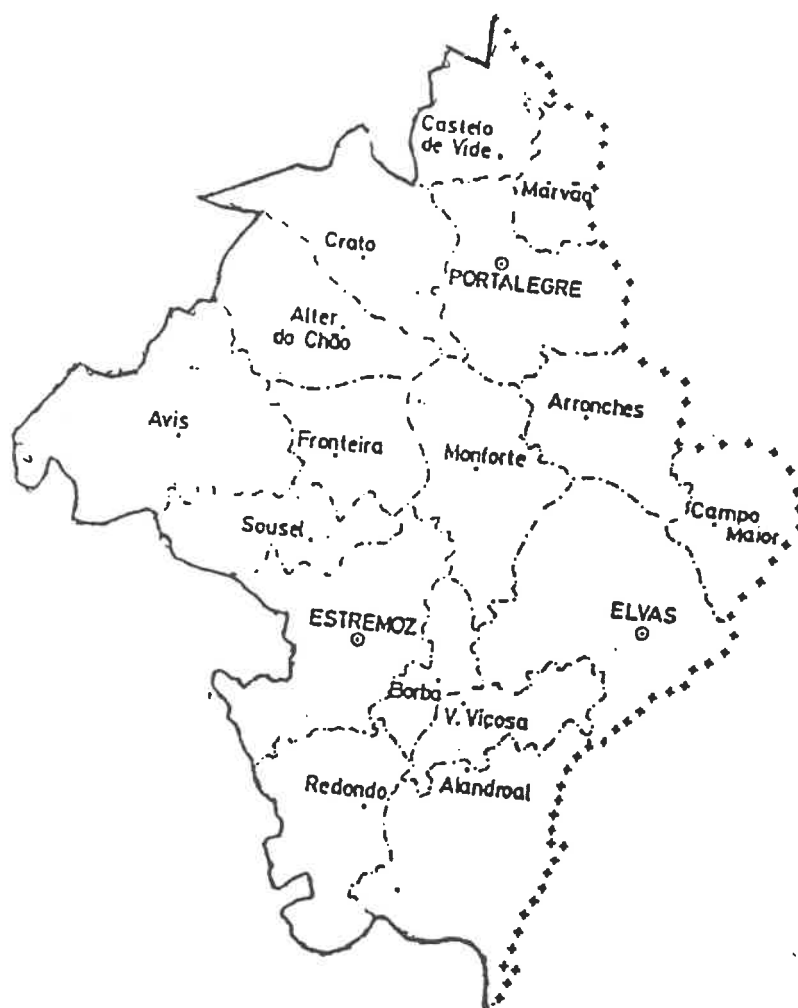 Castelo
de Vide
Marvão
Crato
PORTALEGRE
Alter
do Chão
Arronches
Avis
Fronteira
Monforte
Campo
Maior
Sousel
ESTREMOZ
ELVAS
Borba
V. Viçosa
Redondo
Alandroal